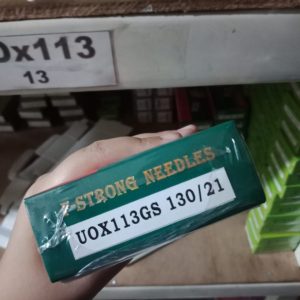 Ox113
13
-STRONG NEEDLES
UOX113GS 130/21